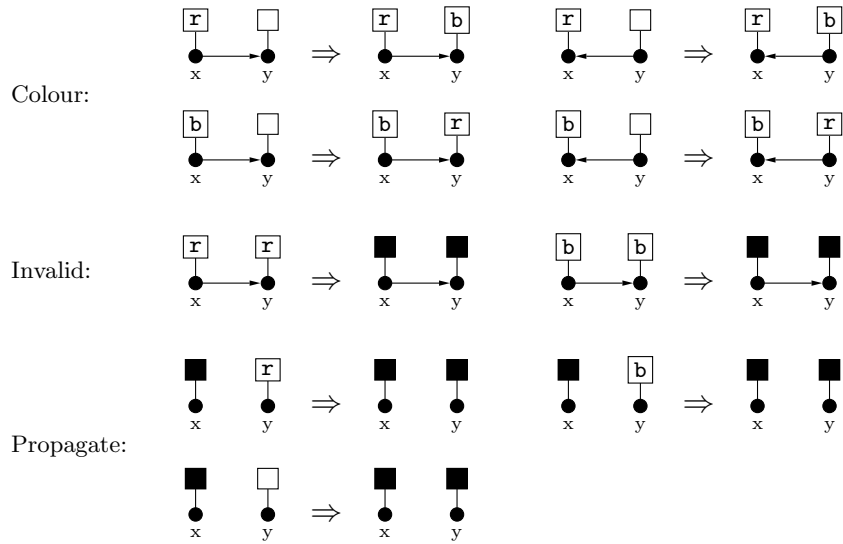 r r b r r b
x y ⇒ x y x y ⇒ x y
Colour:
b b r b b r
x y ⇒ x y x y ⇒ x y
r r b b
Invalid: ⇒ ⇒
x y x y x y x y
r b
⇒ ⇒
x y x y x y x y
Propagate:
⇒
x y x y